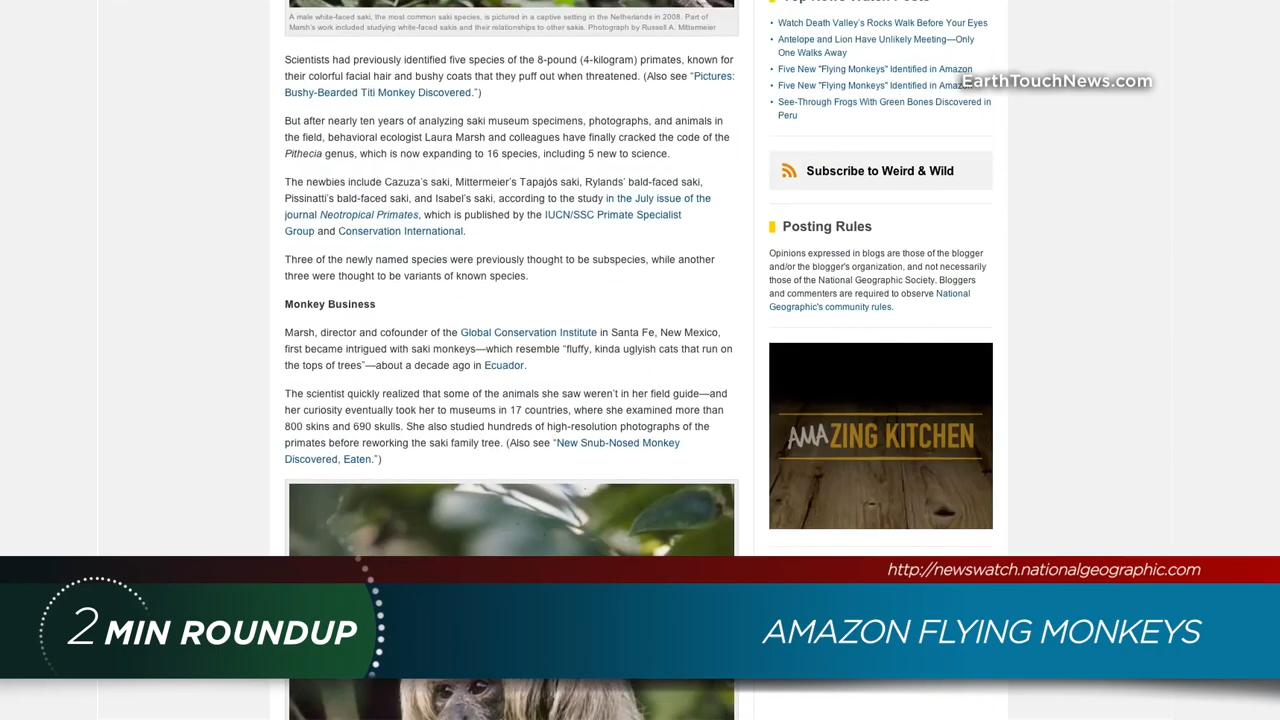 A male white-faced saki, the most common saki species, is pictured in a captive setting in the Netherlands in 2008. Part of
Marsh's work included studying white-faced sakis and their relationships to other sakis. Photograph by Russell A. Mittermeier
Scientists had previously identified five species of the 8-pound (4-kilogram) primates, known for
their colorful facial hair and bushy coats that they puff out when threatened. (Also see “Pictures:
Bushy-Bearded Titi Monkey Discovered.”)
But after nearly ten years of analyzing saki museum specimens, photographs, and animals in
the field, behavioral ecologist Laura Marsh and colleagues have finally cracked the code of the
Pithecia genus, which is now expanding to 16 species, including 5 new to science.
The newbies include Cazuza’s saki, Mittermeier’s Tapajós saki, Rylands’ bald-faced saki,
Pissinatti’s bald-faced saki, and Isabel’s saki, according to the study in the July issue of the
journal Neotropical Primates, which is published by the IUCN/SSC Primate Specialist
Group and Conservation International.
Three of the newly named species were previously thought to be subspecies, while another
three were thought to be variants of known species.
Monkey Business
Marsh, director and cofounder of the Global Conservation Institute in Santa Fe, New Mexico,
first became intrigued with saki monkeys—which resemble “fluffy, kinda uglyish cats that run on
the tops of trees”—about a decade ago in Ecuador.
The scientist quickly realized that some of the animals she saw weren’t in her field guide—and
her curiosity eventually took her to museums in 17 countries, where she examined more than
800 skins and 690 skulls. She also studied hundreds of high-resolution photographs of the
primates before reworking the saki family tree. (Also see “New Snub-Nosed Monkey
Discovered, Eaten.”)
• Watch Death Valley’s Rocks Walk Before Your Eyes
• Antelope and Lion Have Unlikely Meeting—Only
One Walks Away
• Five New "Flying Monkeys" Identified in Amazon
• Five New "Flying Monkeys" Identified in Amazon
EarthTouchNews.com
• See-Through Frogs With Green Bones Discovered in
Peru
Subscribe to Weird & Wild
Posting Rules
Opinions expressed in blogs are those of the blogger
and/or the blogger's organization, and not necessarily
those of the National Geographic Society. Bloggers
and commenters are required to observe National
Geographic's community rules.
AMAZING KITCHEN
http://newswatch.nationalgeographic.com
2 MIN ROUNDUP
AMAZON FLYING MONKEYS